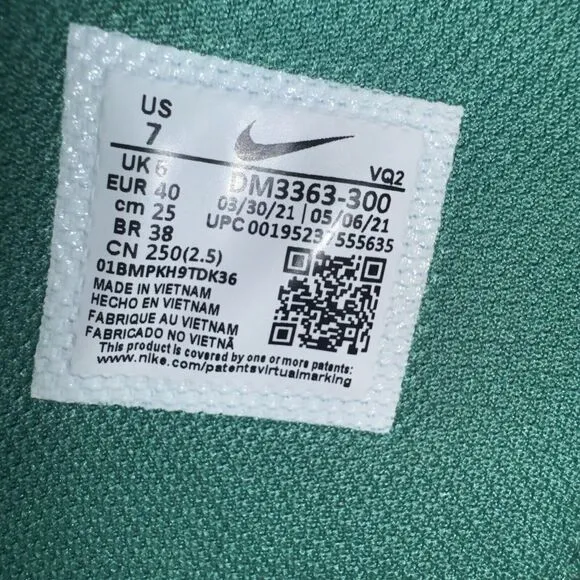 US
7
VQ2
UK 6
EUR 40
cm 25
BR 38
CN 250(2.5)
01BMPKH9TDK36
DM3363-300
03/30/21 | 05/06/21
UPC
MADE IN VIETNAM
HECHO EN VIETNAM
FABRIQUE AU VIETNAM
FABRICADO NO VIETNÃ
This product is covered by one or more patents:
www.nike.com/patentsvirtualmarking